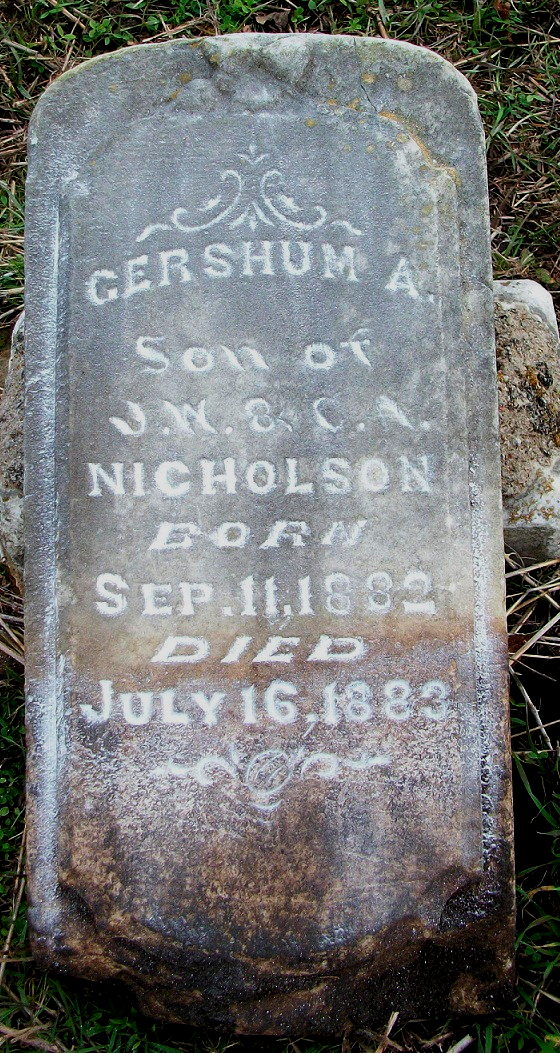 GERSHUM A.
Son of
J.W. & C.A.
NICHOLSON
BORN
SEP. 11, 1882
DIED
JULY 16, 1883